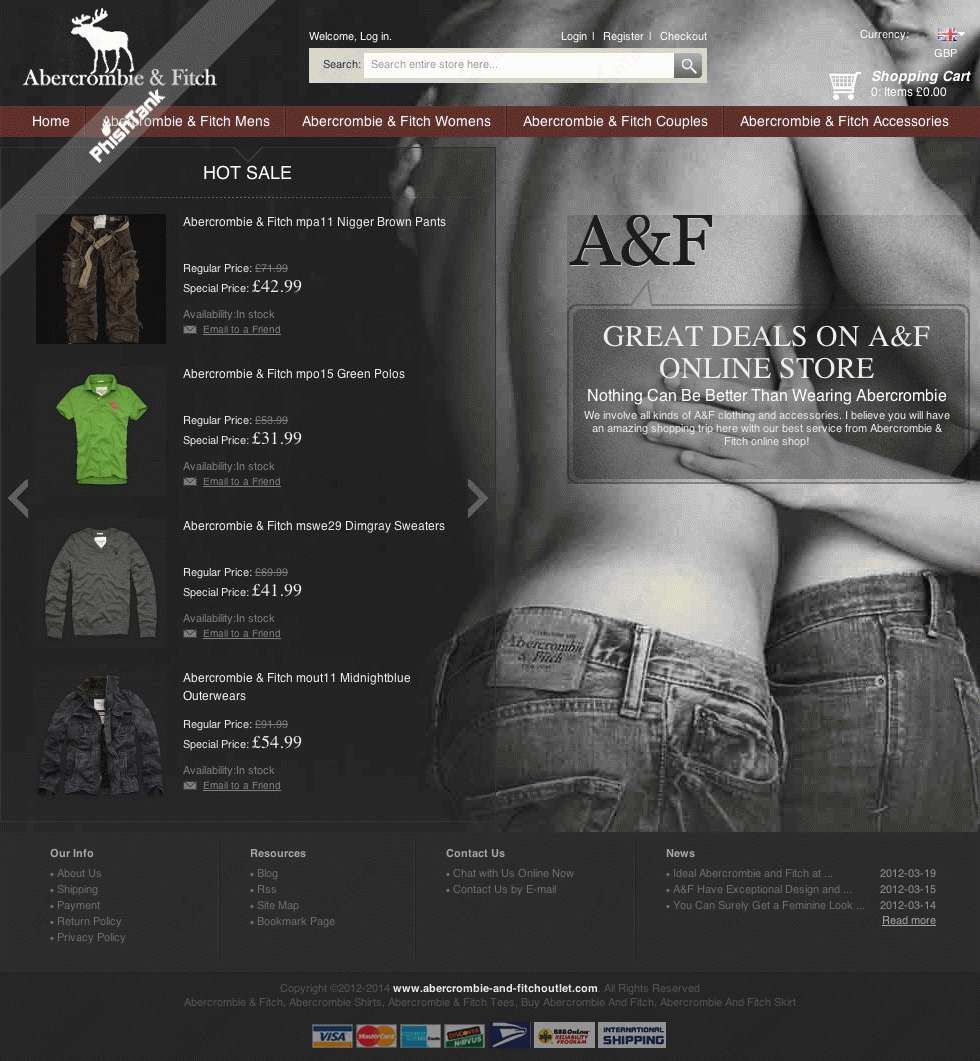 Abercrombie & Fitch
PhishTank
Welcome, Log in.
Login | Register | Checkout
Search: Search entire store here...
Currency:
GBP
Shopping Cart
0: Items £0.00
Home
Abercrombie & Fitch Mens
Abercrombie & Fitch Womens
Abercrombie & Fitch Couples
Abercrombie & Fitch Accessories
HOT SALE
Abercrombie & Fitch mpa11 Nigger Brown Pants
Regular Price: £71.99
Special Price: £42.99
Availability:In stock
Email to a Friend
Abercrombie & Fitch mpo15 Green Polos
Regular Price: £53.99
Special Price: £31.99
Availability:In stock
Email to a Friend
Abercrombie & Fitch mswe29 Dimgray Sweaters
Regular Price: £69.99
Special Price: £41.99
Availability:In stock
Email to a Friend
Abercrombie & Fitch mout11 Midnightblue
Outerwears
Regular Price: £91.99
Special Price: £54.99
Availability:In stock
Email to a Friend
A&F
GREAT DEALS ON A&F
ONLINE STORE
Nothing Can Be Better Than Wearing Abercrombie
We involve all kinds of A&F clothing and accessories. I believe you will have
an amazing shopping trip here with our best service from Abercrombie &
Fitch online shop!
Abercrombie
& Fitch
Our Info
About Us
Shipping
Payment
Return Policy
Privacy Policy
Resources
Blog
Rss
Site Map
Bookmark Page
Contact Us
Chat with Us Online Now
Contact Us by E-mail
News
Ideal Abercrombie and Fitch at ... 2012-03-19
A&F Have Exceptional Design and ... 2012-03-15
You Can Surely Get a Feminine Look ... 2012-03-14
Read more
Copyright ©2012-2014 www.abercrombie-and-fitchoutlet.com. All Rights Reserved
Abercrombie & Fitch, Abercrombie Shirts, Abercrombie & Fitch Tees, Buy Abercrombie And Fitch, Abercrombie And Fitch Skirt
VISA
MasterCard
DISCOVER
NOVUS
BBBOnLine
RELIABILITY
PROGRAM
INTERNATIONAL
SHIPPING